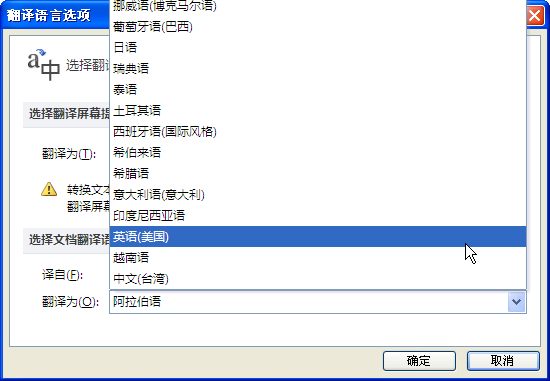 翻译语言选项
挪威语(博克马尔语)
葡萄牙语(巴西)
日语
瑞典语
泰语
土耳其语
西班牙语(国际风格)
希伯来语
希腊语
意大利语(意大利)
印度尼西亚语
英语(美国)
越南语
中文(台湾)
a中
选择翻译
选择翻译屏幕提
翻译为(T):
转换文本
翻译屏幕
选择文档翻译语
译自(F):
翻译为(O):
阿拉伯语
确定
取消